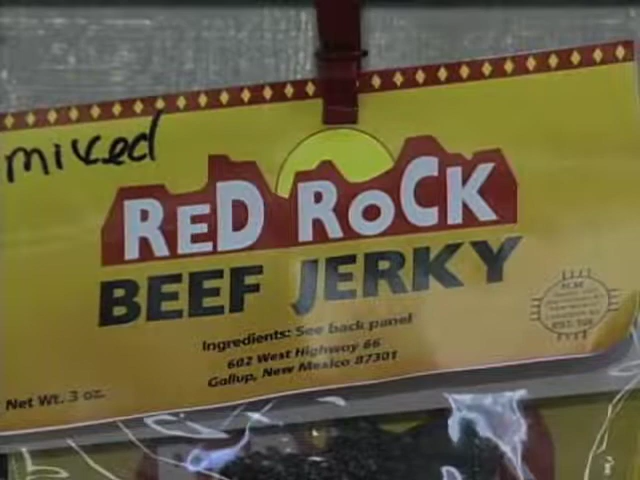 mixed
RED ROCK
BEEF JERKY
Ingredients: See back panel
602 West Highway 66
Gallup, New Mexico 87301
Net Wt. 3 oz.